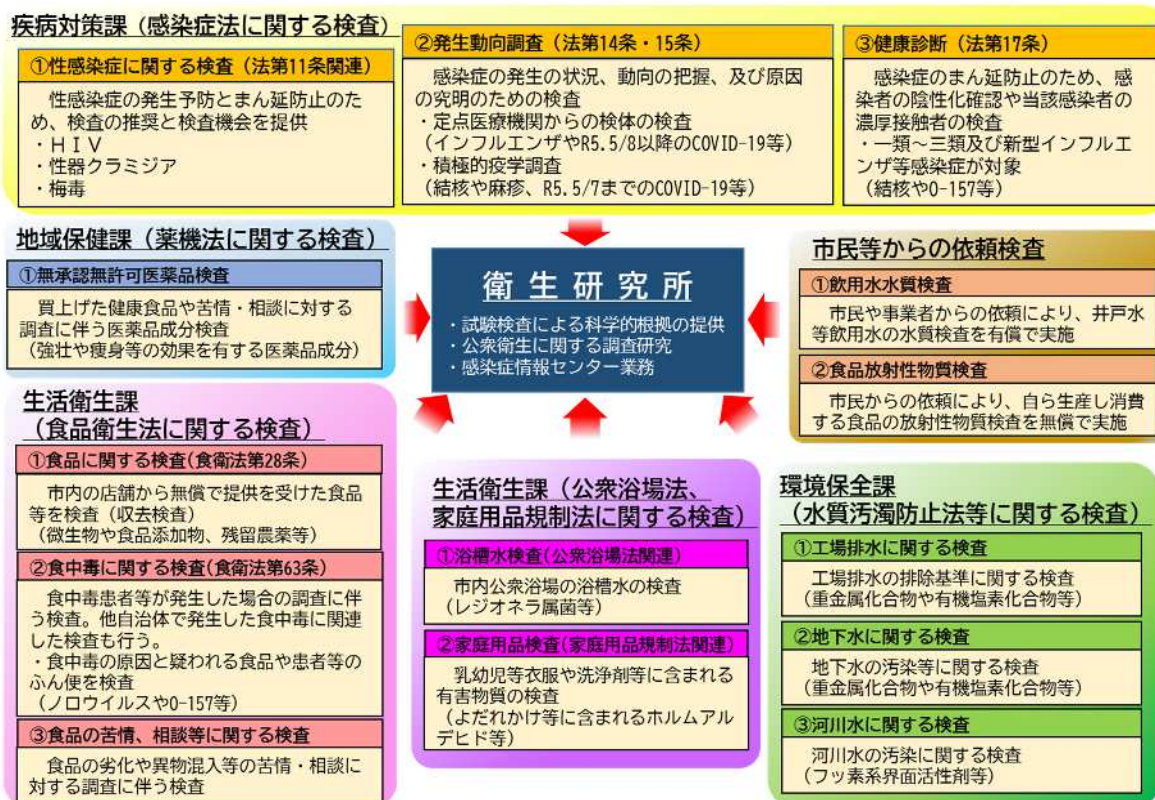 疾病対策課（感染症法に関する検査）
①性感染症に関する検査（法第11条関連）
性感染症の発生予防とまん延防止のた
め、検査の推奨と検査機会を提供
・ＨＩＶ
・性器クラミジア
・梅毒
②発生動向調査（法第14条・15条）
感染症の発生の状況、動向の把握、及び原因
の究明のための検査
・定点医療機関からの検体の検査
（インフルエンザやR5.5/8以降のCOVID-19等）
・積極的疫学調査
（結核や麻疹、R5.5/7までのCOVID-19等）
③健康診断（法第17条）
感染症のまん延防止のため、感
染者の陰性化確認や当該感染者の
濃厚接触者の検査
・一類～三類及び新型インフルエ
ンザ等感染症が対象
（結核やO-157等）
地域保健課（薬機法に関する検査）
①無承認無許可医薬品検査
買上げた健康食品や苦情・相談に対する
調査に伴う医薬品成分検査
（強壮や痩身等の効果を有する医薬品成分）
衛生研究所
・試験検査による科学的根拠の提供
・公衆衛生に関する調査研究
・感染症情報センター業務
市民等からの依頼検査
①飲用水水質検査
市民や事業者からの依頼により、井戸水
等飲用水の水質検査を有償で実施
②食品放射性物質検査
市民からの依頼により、自ら生産し消費
する食品の放射性物質検査を無償で実施
生活衛生課
（食品衛生法に関する検査）
①食品に関する検査(食衛法第28条)
市内の店舗から無償で提供を受けた食品
等を検査（収去検査）
（微生物や食品添加物、残留農薬等）
②食中毒に関する検査(食衛法第63条)
食中毒患者等が発生した場合の調査に伴
う検査。他自治体で発生した食中毒に関連
した検査も行う。
・食中毒の原因と疑われる食品や患者等の
ふん便を検査
（ノロウイルスやO-157等）
③食品の苦情、相談等に関する検査
食品の劣化や異物混入等の苦情・相談に
対する調査に伴う検査
生活衛生課（公衆浴場法、
家庭用品規制法に関する検査）
①浴槽水検査(公衆浴場法関連)
市内公衆浴場の浴槽水の検査
（レジオネラ属菌等）
②家庭用品検査(家庭用品規制法関連)
乳幼児等衣服や洗浄剤等に含まれる
有害物質の検査
（よだれかけ等に含まれるホルムアル
デヒド等）
環境保全課
（水質汚濁防止法等に関する検査）
①工場排水に関する検査
工場排水の排除基準に関する検査
（重金属化合物や有機塩素化合物等）
②地下水に関する検査
地下水の汚染等に関する検査
（重金属化合物や有機塩素化合物等）
③河川水に関する検査
河川水の汚染に関する検査
（フッ素系界面活性剤等）